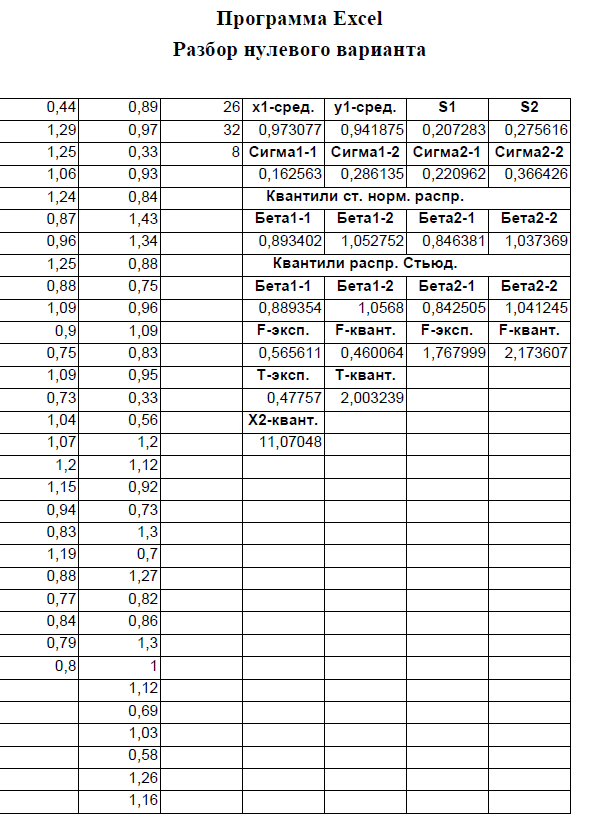 Программа Excel
Разбор нулевого варианта
0,44 0,89 26 x1-сред. y1-сред. S1 S2
1,29 0,97 32 0,973077 0,941875 0,207283 0,275616
1,25 0,33 8 Сигма1-1 Сигма1-2 Сигма2-1 Сигма2-2
1,06 0,93 0,162563 0,286135 0,220962 0,366426
1,24 0,84 Квантили ст. норм. распр.
0,87 1,43 Бета1-1 Бета1-2 Бета2-1 Бета2-2
0,96 1,34 0,893402 1,052752 0,846381 1,037369
1,25 0,88 Квантили распр. Стьюд.
0,88 0,75 Бета1-1 Бета1-2 Бета2-1 Бета2-2
1,09 0,96 0,889354 1,0568 0,842505 1,041245
0,9 1,09 F-эксп. F-квант. F-эксп. F-квант.
0,75 0,83 0,565611 0,460064 1,767999 2,173607
1,09 0,95 Т-эксп. Т-квант.
0,73 0,33 0,47757 2,003239
1,04 0,56 X2-квант.
1,07 1,2 11,07048
1,2 1,12
1,15 0,92
0,94 0,73
0,83 1,3
1,19 0,7
0,88 1,27
0,77 0,82
0,84 0,86
0,79 1,3
0,8 1
1,12
0,69
1,03
0,58
1,26
1,16